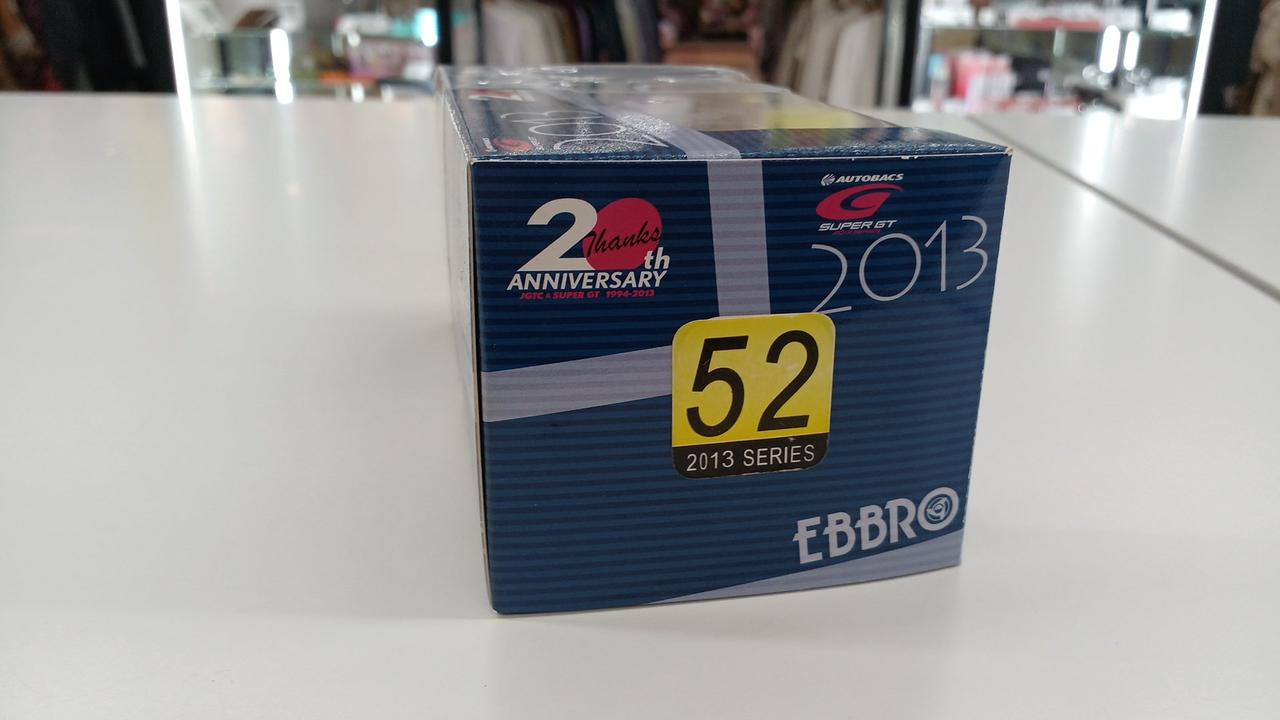 20 Thanks
th
ANNIVERSARY
JGTC & SUPER GT 1994-2013
AUTOBACS
SUPER GT
2013
52
2013 SERIES
EBBRO